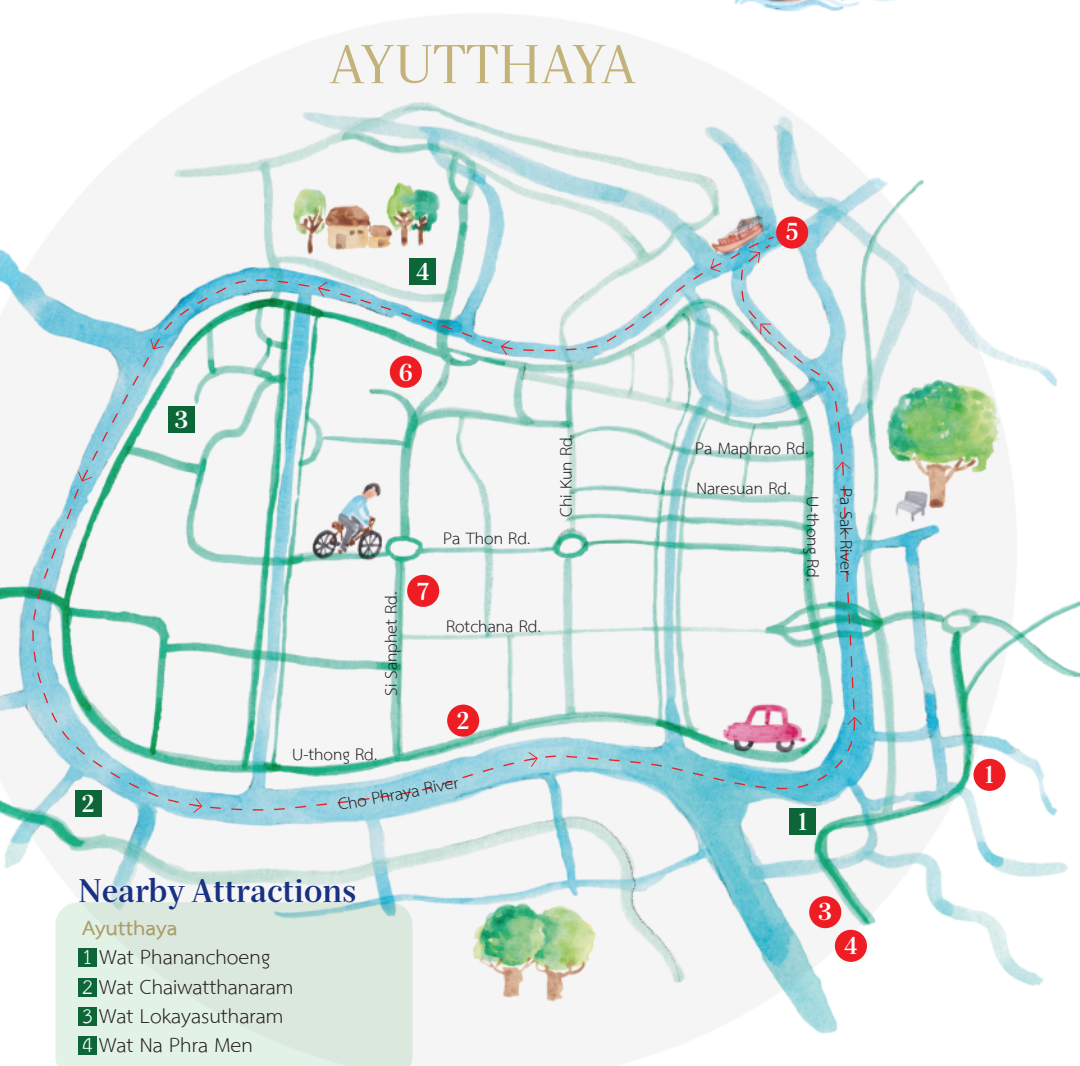 AYUTTHAYA
5
4
6
3
Pa Maphrao Rd.
Chi Kun Rd.
Naresuan Rd.
U-thong Rd.
Pa Sak River
Pa Thon Rd.
7
Si Sanphet Rd.
Rotchana Rd.
2
U-thong Rd.
1
Cho Phraya River
2
1
3
4
Nearby Attractions
Ayutthaya
1 Wat Phananchoeng
2 Wat Chaiwatthanaram
3 Wat Lokayasutharam
4 Wat Na Phra Men